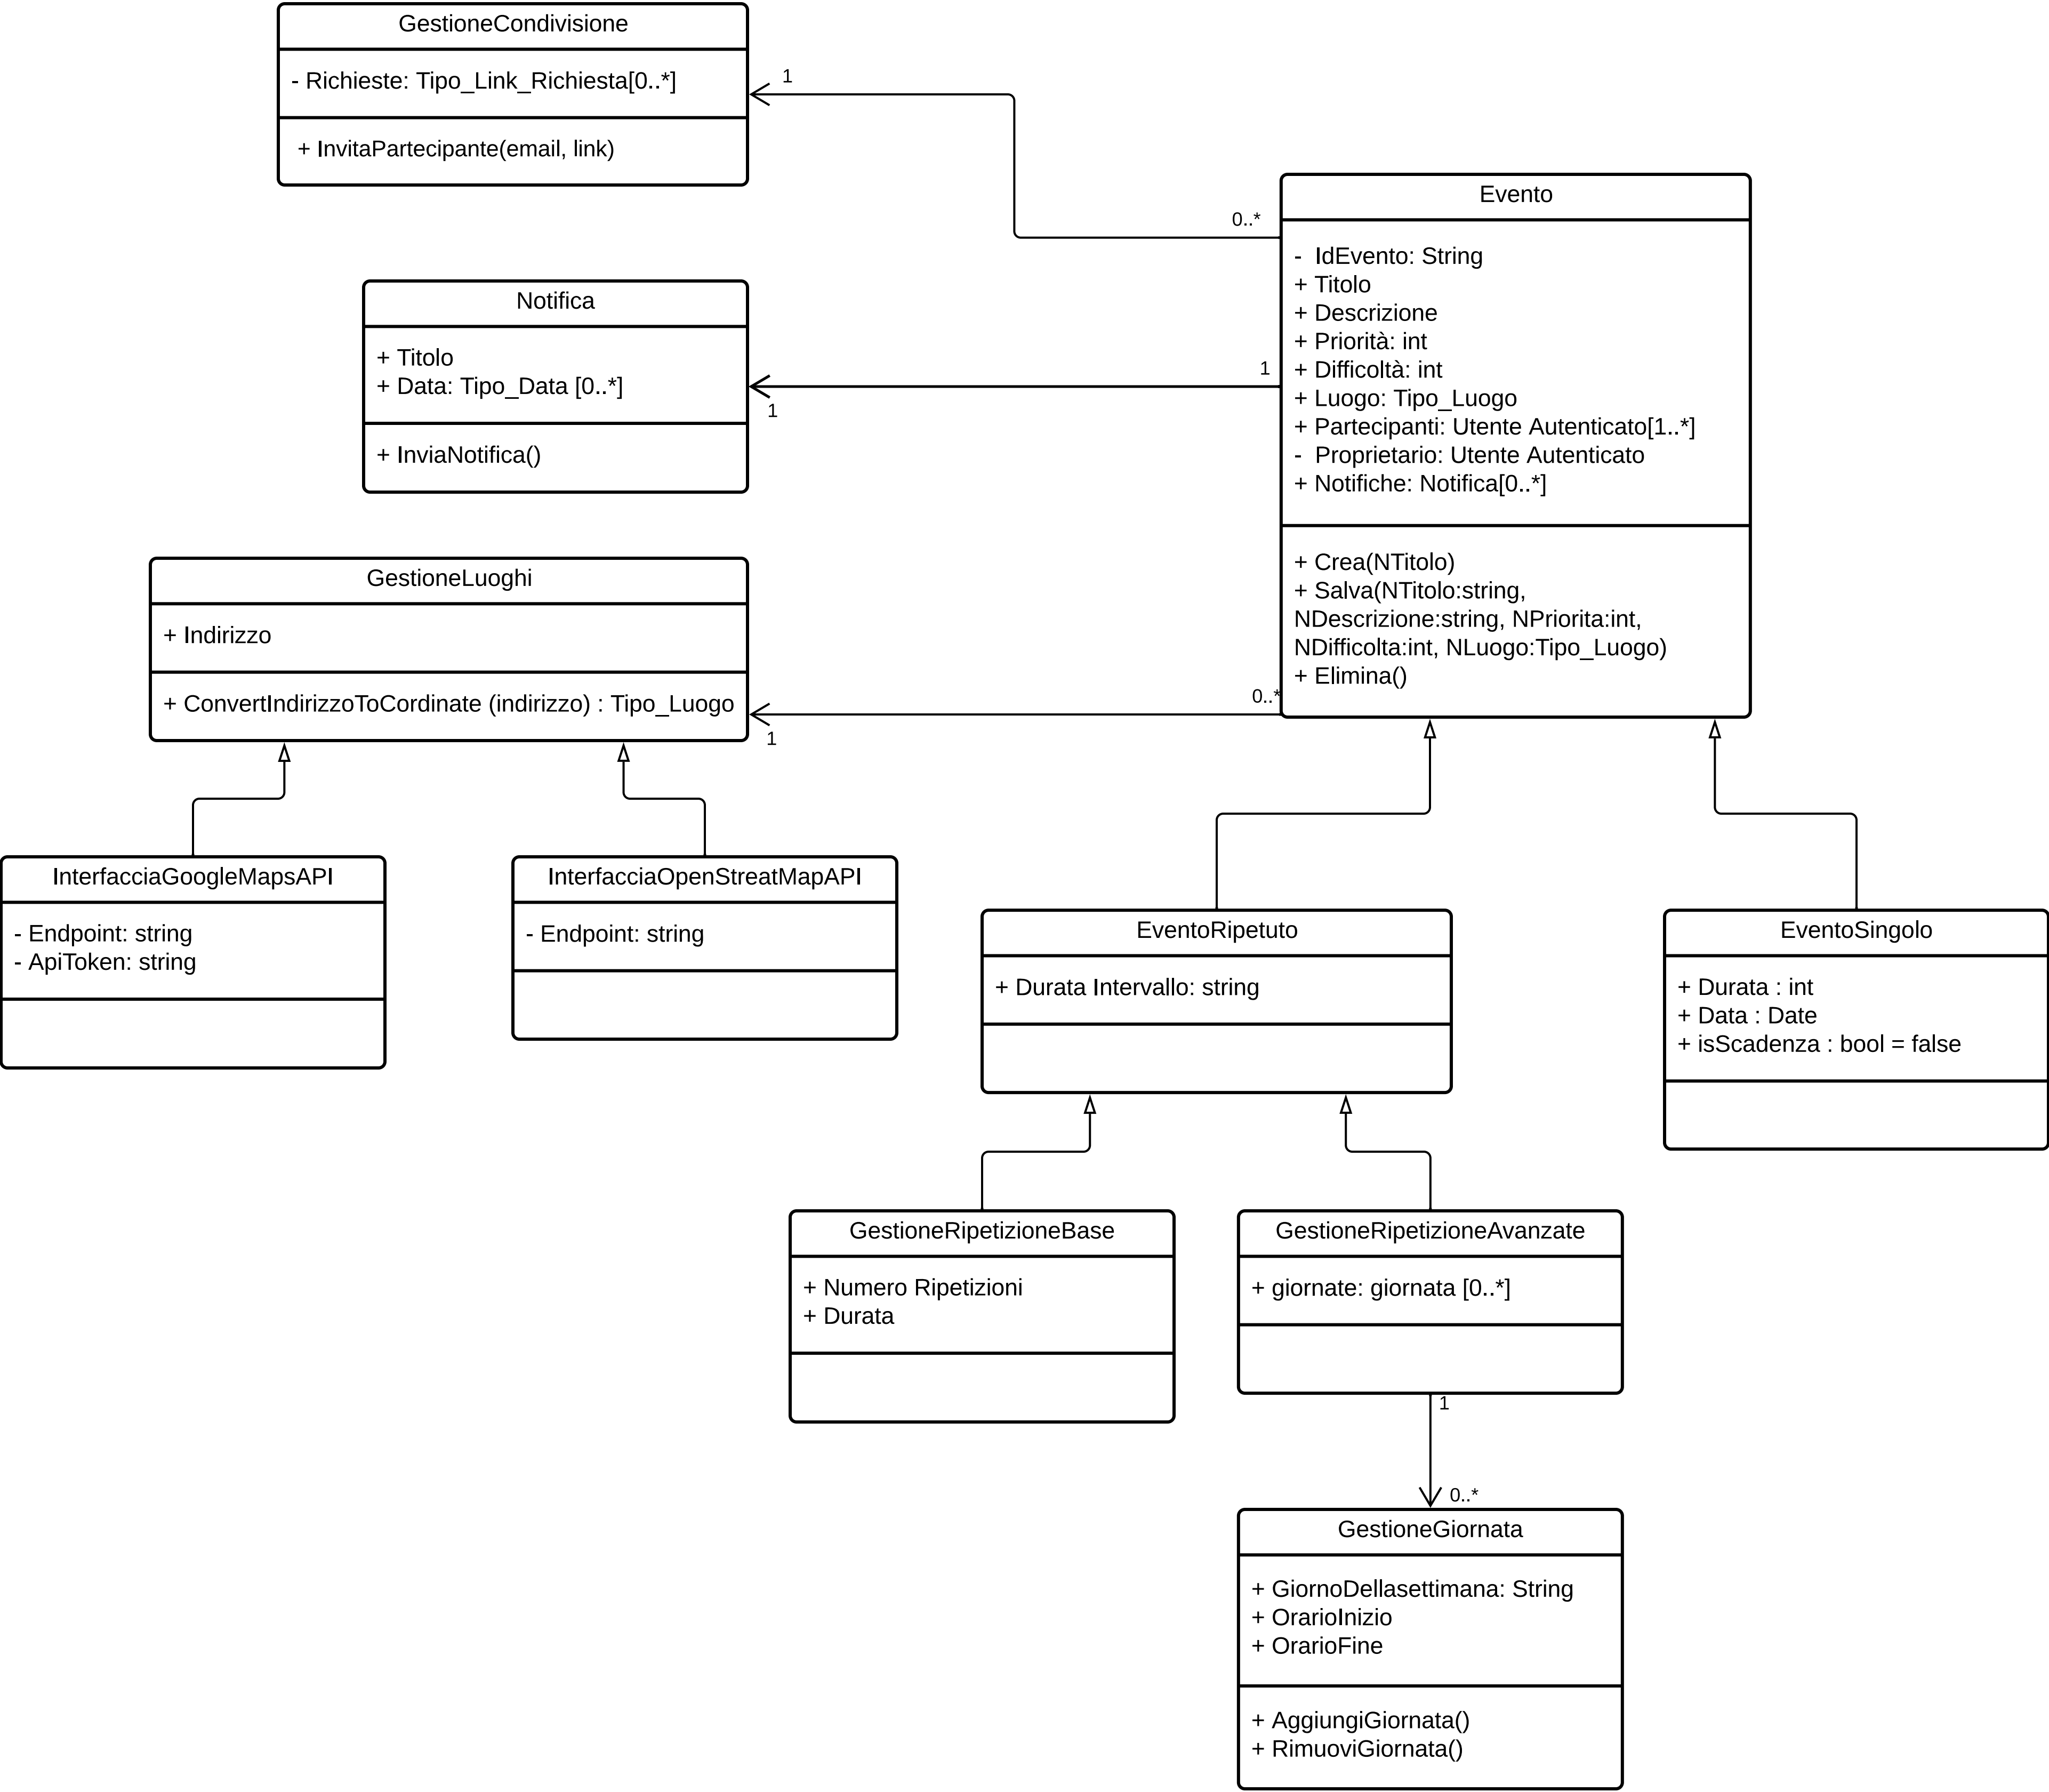 GestioneCondivisione
- Richieste: Tipo_Link_Richiesta[0..*]
+ InvitaPartecipante(email, link)
1
0..*
Evento
- IdEvento: String
+ Titolo
+ Descrizione
+ Priorità: int
+ Difficoltà: int
+ Luogo: Tipo_Luogo
+ Partecipanti: Utente Autenticato[1..*]
- Proprietario: Utente Autenticato
+ Notifiche: Notifica[0..*]
+ Crea(NTitolo)
+ Salva(NTitolo:string,
NDescrizione:string, NPriorita:int,
NDifficolta:int, NLuogo:Tipo_Luogo)
+ Elimina()
Notifica
+ Titolo
+ Data: Tipo_Data [0..*]
+ InviaNotifica()
1
1
GestioneLuoghi
+ Indirizzo
+ ConvertIndirizzoToCordinate (indirizzo) : Tipo_Luogo
0..*
1
InterfacciaGoogleMapsAPI
- Endpoint: string
- ApiToken: string
InterfacciaOpenStreatMapAPI
- Endpoint: string
EventoRipetuto
+ Durata Intervallo: string
EventoSingolo
+ Durata : int
+ Data : Date
+ isScadenza : bool = false
GestioneRipetizioneBase
+ Numero Ripetizioni
+ Durata
GestioneRipetizioneAvanzate
+ giornate: giornata [0..*]
1
0..*
GestioneGiornata
+ GiornoDellasettimana: String
+ OrarioInizio
+ OrarioFine
+ AggiungiGiornata()
+ RimuoviGiornata()